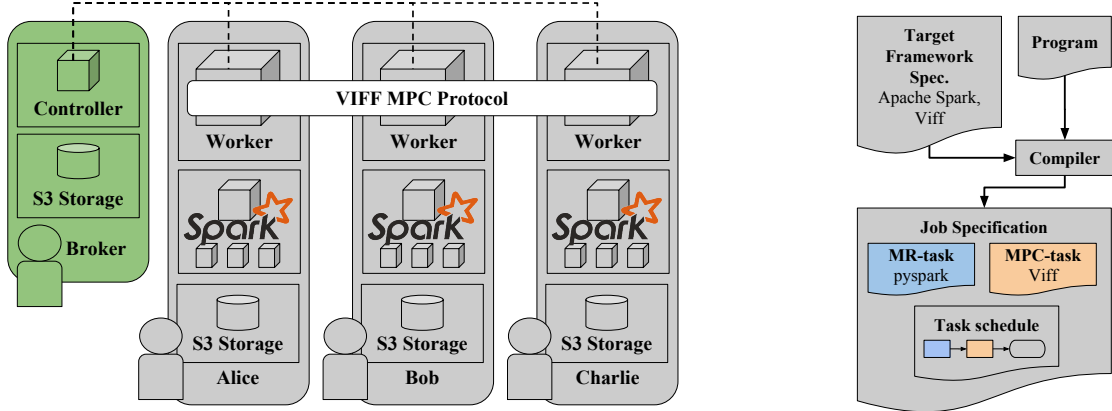 Controller
S3 Storage
Broker
VIFF MPC Protocol
Worker
Spark
S3 Storage
Alice
Worker
Spark
S3 Storage
Bob
Worker
Spark
S3 Storage
Charlie
Target
Framework
Spec.
Apache Spark,
Viff
Program
Compiler
Job Specification
MR-task
pyspark
MPC-task
Viff
Task schedule